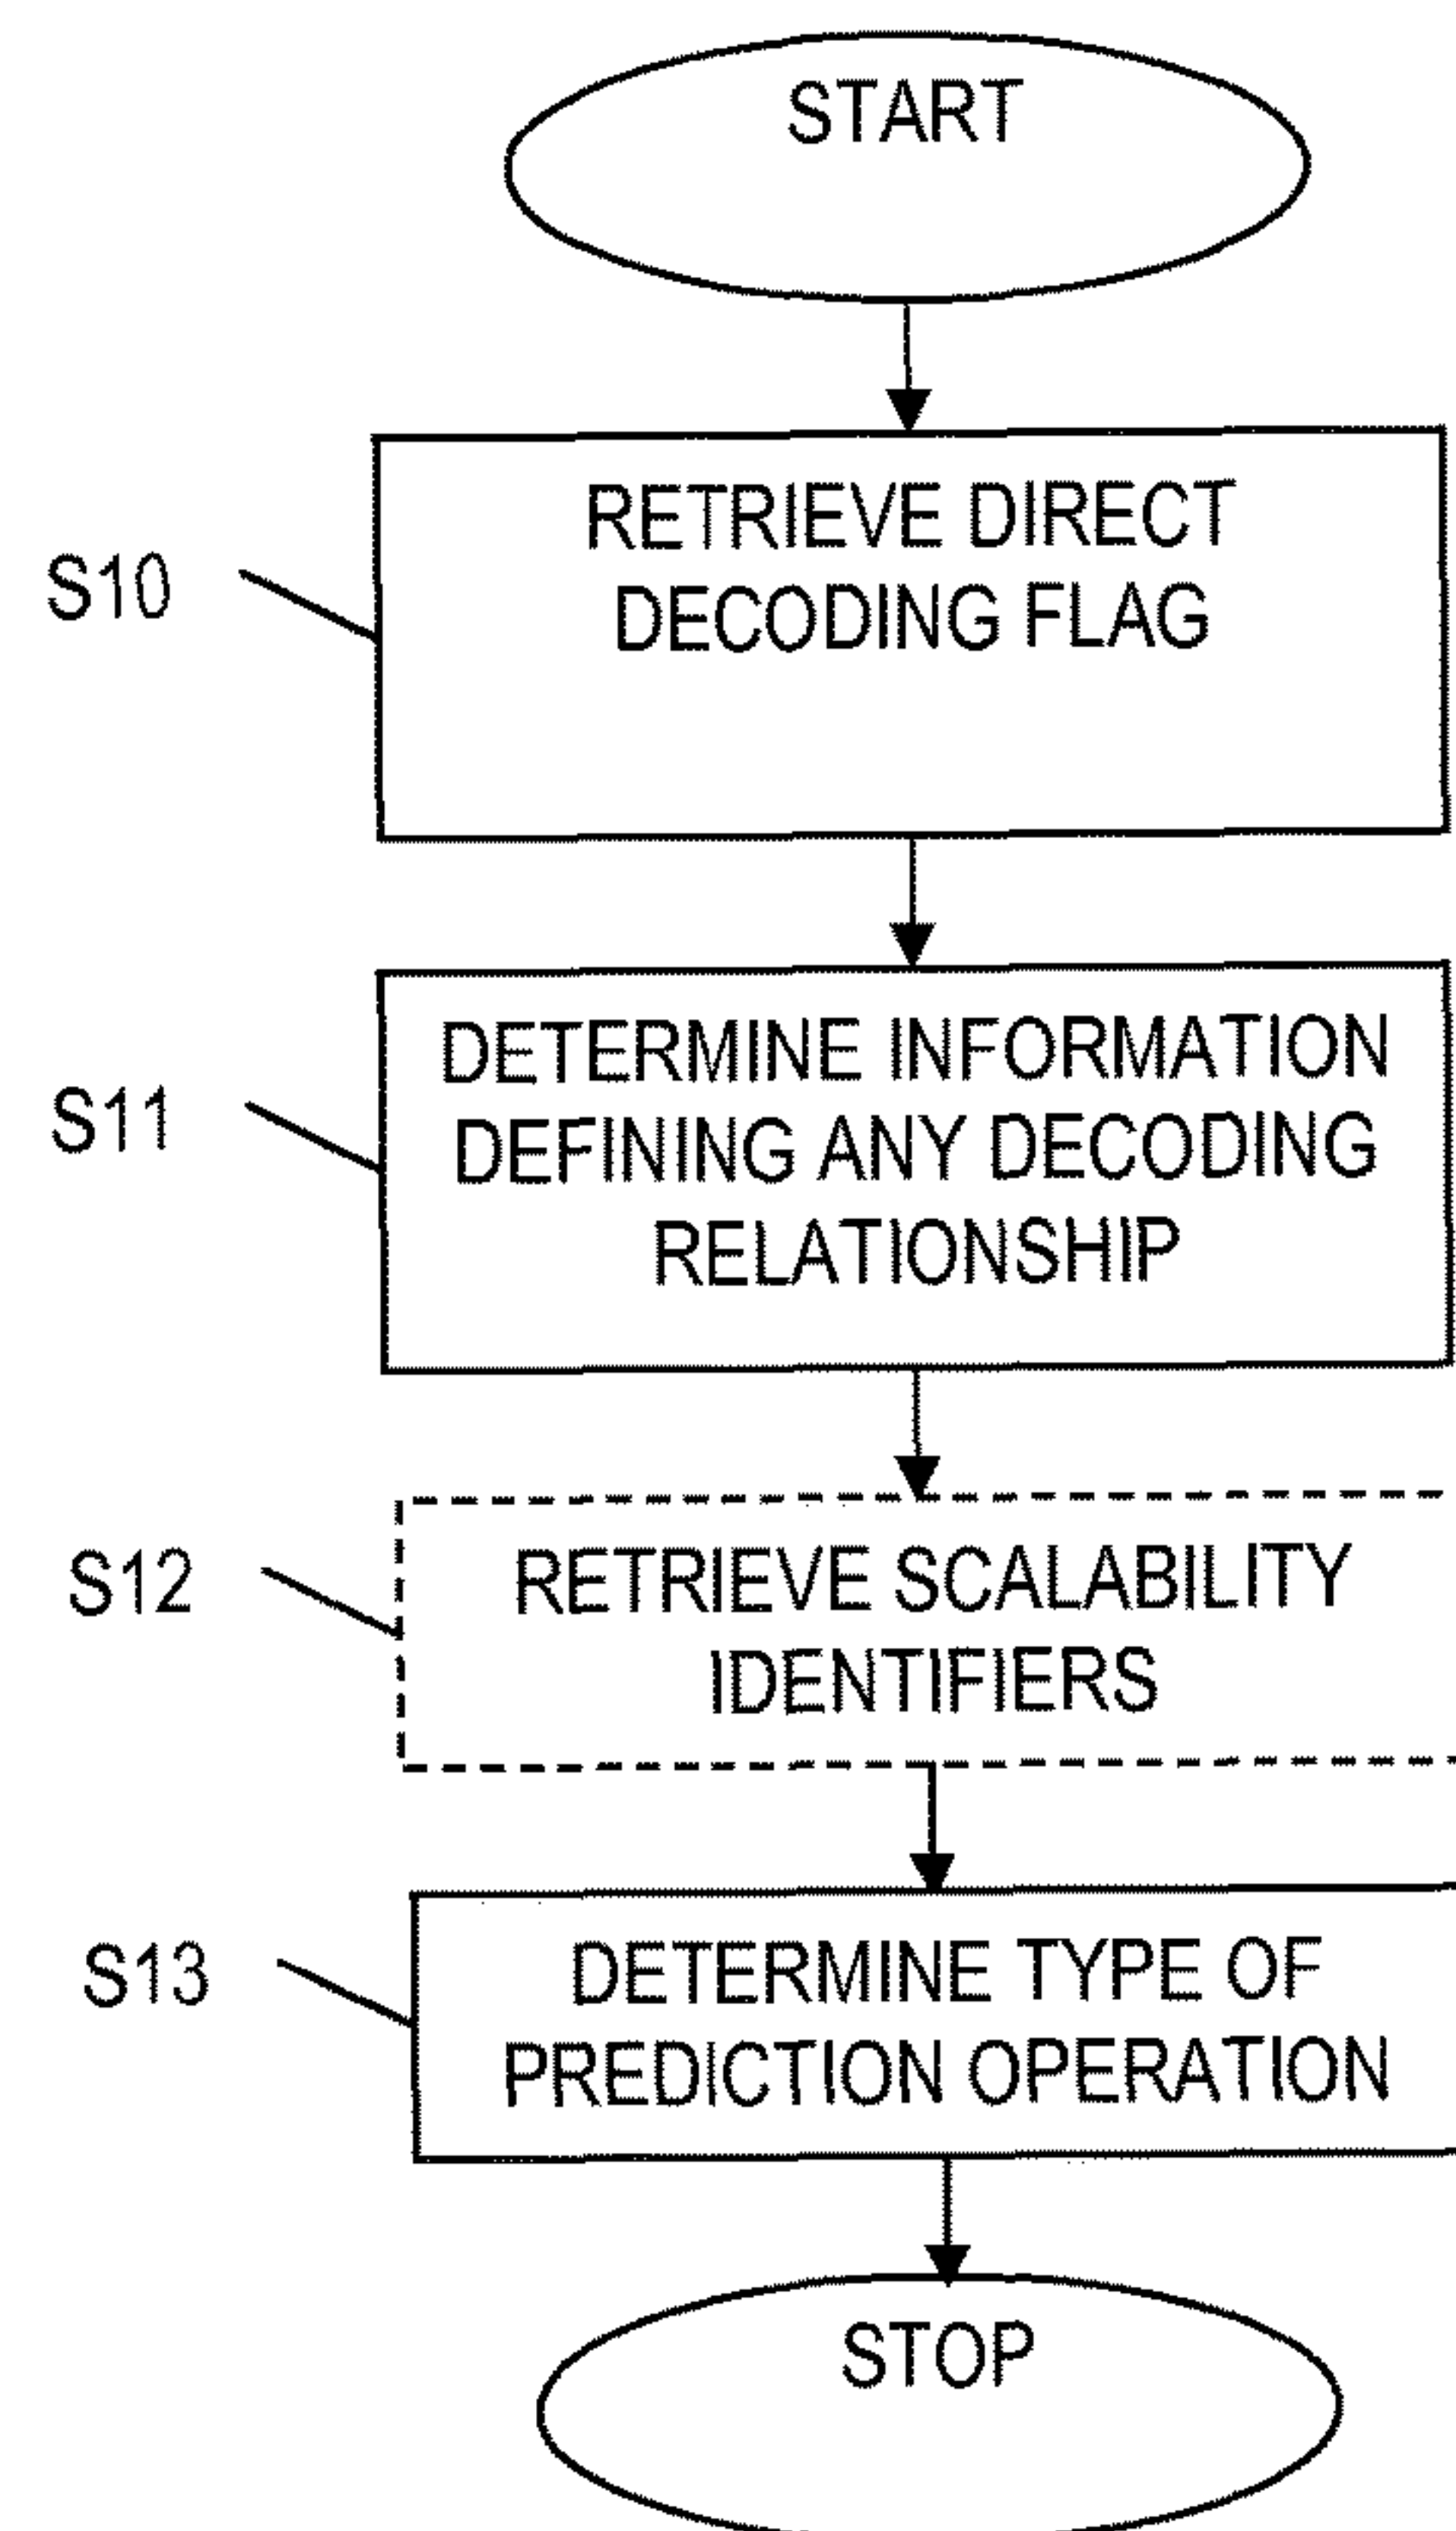 START
S10
RETRIEVE DIRECT
DECODING FLAG
S11
DETERMINE INFORMATION
DEFINING ANY DECODING
RELATIONSHIP
S12
RETRIEVE SCALABILITY
IDENTIFIERS
S13
DETERMINE TYPE OF
PREDICTION OPERATION
STOP